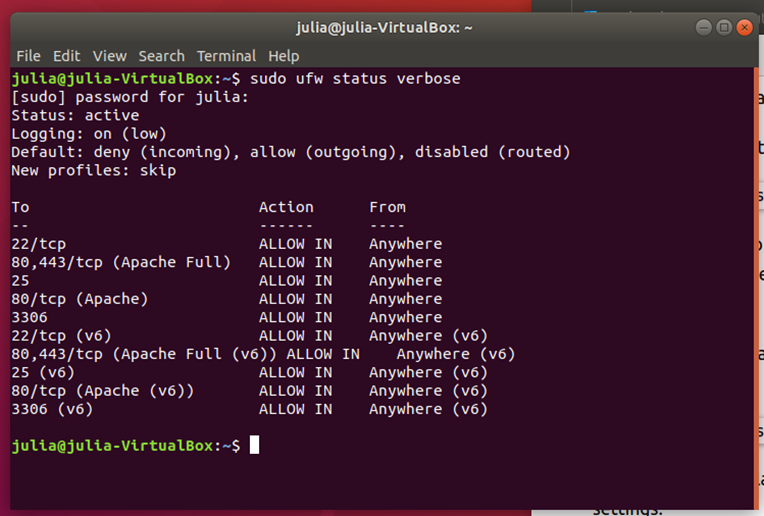 julia@julia-VirtualBox: ~
File Edit View Search Terminal Help
julia@julia-VirtualBox:~$ sudo ufw status verbose
[sudo] password for julia:
Status: active
Logging: on (low)
Default: deny (incoming), allow (outgoing), disabled (routed)
New profiles: skip
To Action From
-- ------ ----
22/tcp ALLOW IN Anywhere
80,443/tcp (Apache Full) ALLOW IN Anywhere
25 ALLOW IN Anywhere
80/tcp (Apache) ALLOW IN Anywhere
3306 ALLOW IN Anywhere
22/tcp (v6) ALLOW IN Anywhere (v6)
80,443/tcp (Apache Full (v6)) ALLOW IN Anywhere (v6)
25 (v6) ALLOW IN Anywhere (v6)
80/tcp (Apache (v6)) ALLOW IN Anywhere (v6)
3306 (v6) ALLOW IN Anywhere (v6)
julia@julia-VirtualBox:~$
settings.